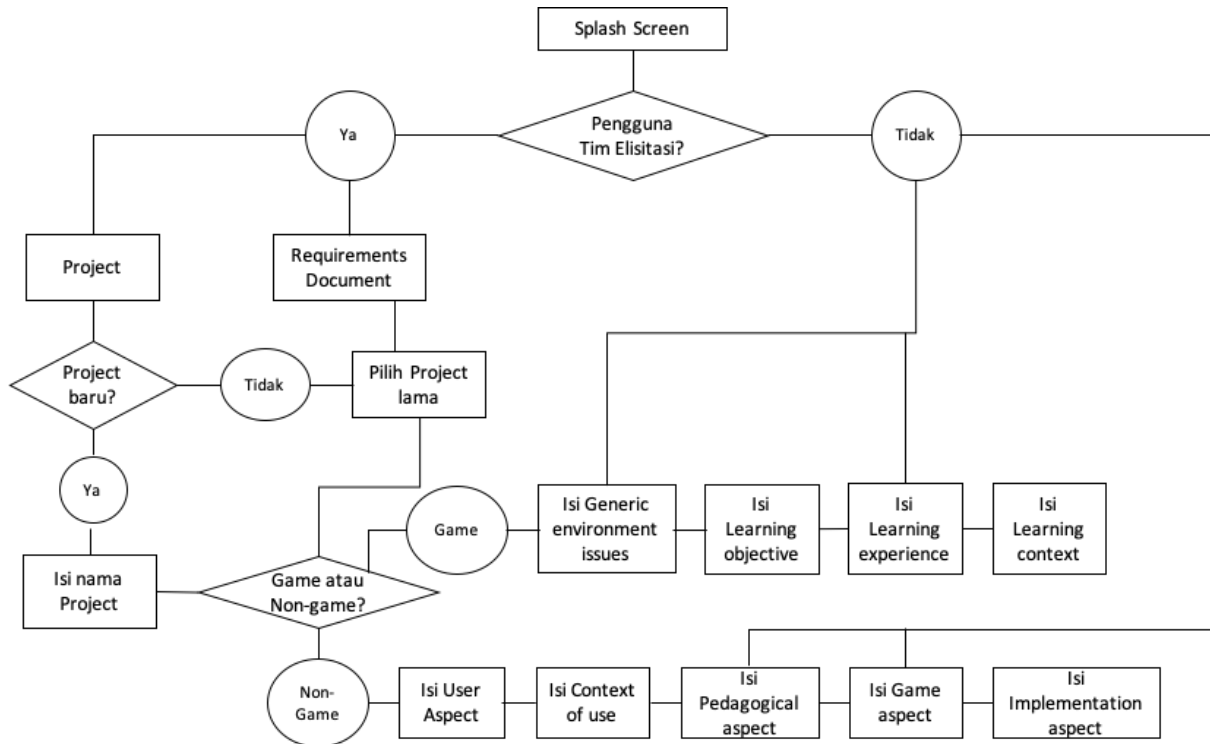 Splash Screen
Ya
Pengguna
Tim Elisitasi?
Tidak
Project
Requirements
Document
Project
baru?
Tidak
Pilih Project
lama
Ya
Game
Isi Generic
environment
issues
Isi
Learning
objective
Isi
Learning
experience
Isi
Learning
context
Isi nama
Project
Game atau
Non-game?
Non-
Game
Isi User
Aspect
Isi Context
of use
Isi
Pedagogical
aspect
Isi Game
aspect
Isi
Implementation
aspect